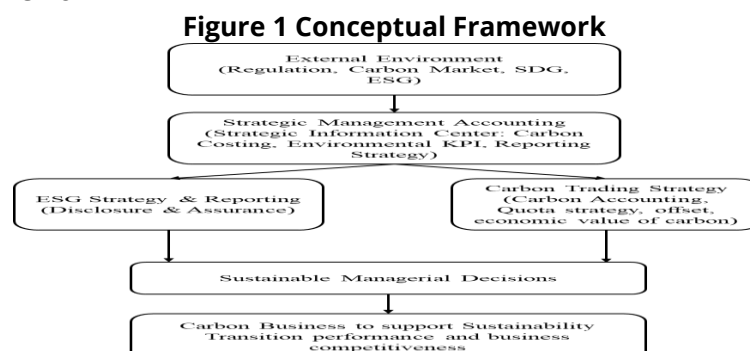 Figure 1 Conceptual Framework
External Environment
(Regulation, Carbon Market, SDG,
ESG)
Strategic Management Accounting
(Strategic Information Center: Carbon
Costing, Environmental KPI, Reporting
Strategy)
ESG Strategy & Reporting
(Disclosure & Assurance)
Carbon Trading Strategy
(Carbon Accounting,
Quota strategy, offset,
economic value of carbon)
Sustainable Managerial Decisions
Carbon Business to support Sustainability
Transition performance and business
competitiveness